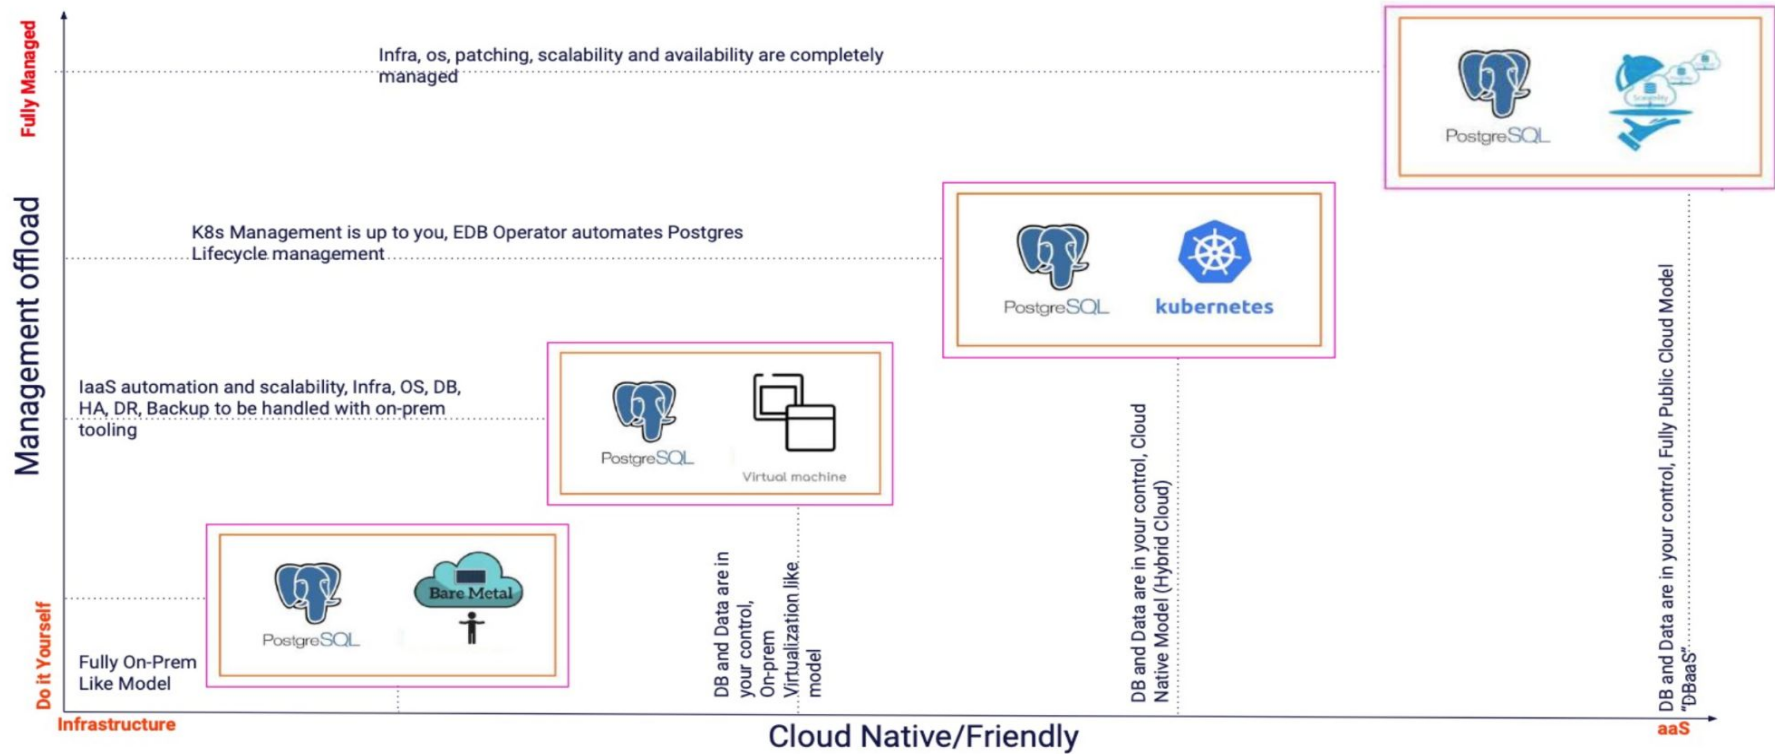 Fully Managed
Infra, os, patching, scalability and availability are completely
managed
PostgreSQL
Scalability
Management offload
K8s Management is up to you, EDB Operator automates Postgres
Lifecycle management
PostgreSQL
kubernetes
IaaS automation and scalability, Infra, OS, DB,
HA, DR, Backup to be handled with on-prem
tooling
PostgreSQL
Virtual machine
Do it Yourself
Fully On-Prem
Like Model
PostgreSQL
Bare Metal
DB and Data are in
your control,
On-prem
Virtualization like
model
DB and Data are in your control, Cloud
Native Model (Hybrid Cloud)
DB and Data are in your control, Fully Public Cloud Model
“DBaaS”
Infrastructure
Cloud Native/Friendly
aaS